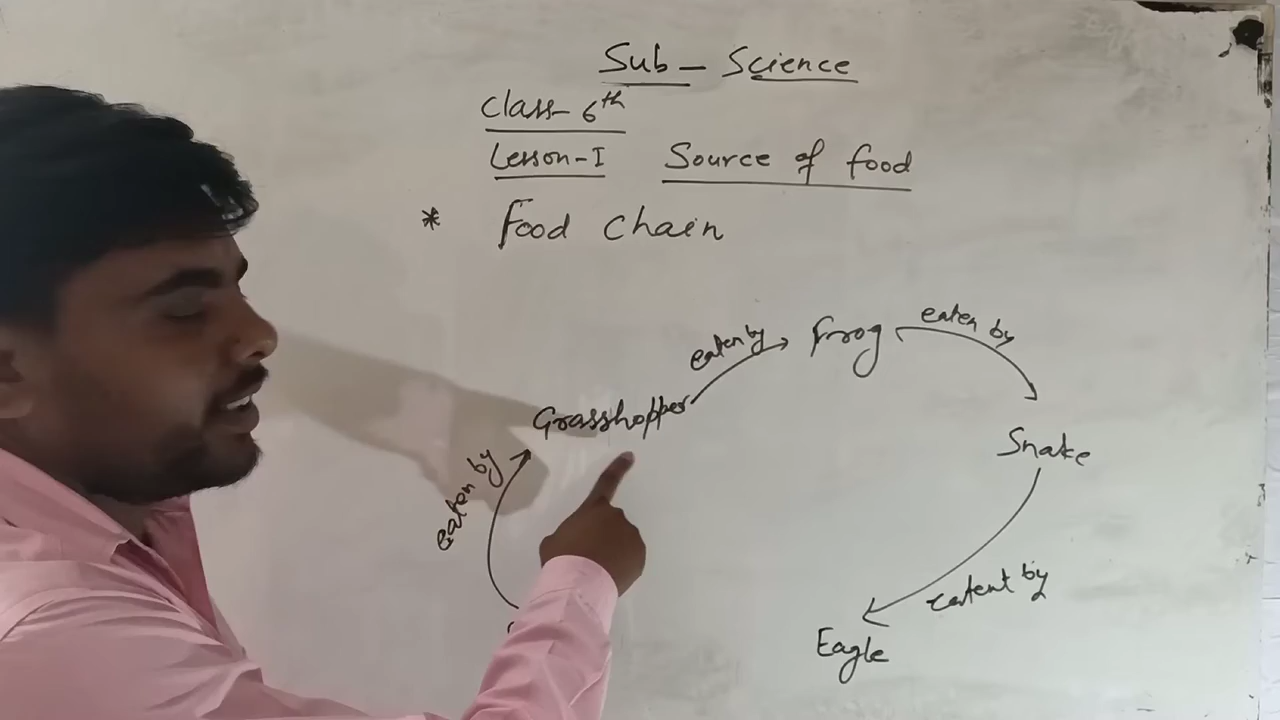 Sub - Science
Class- 6th
Lesson-I Source of food
* Food Chain
eaten by
Grasshopper
eaten by
Frog
eaten by
Snake
eatent by
Eagle